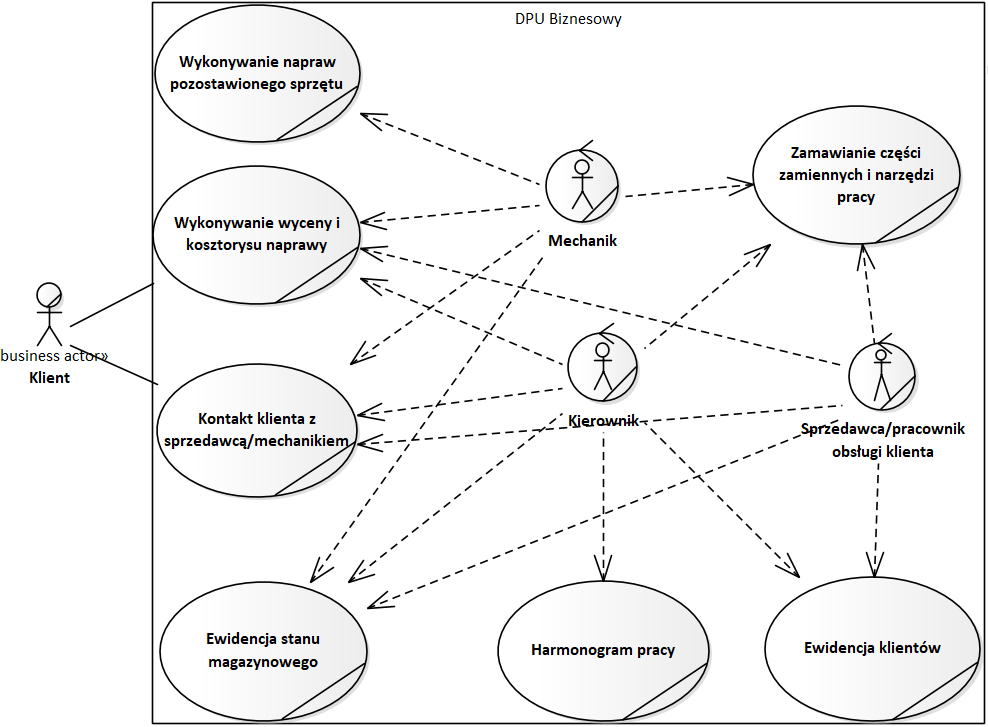 DPU Biznesowy
Wykonywanie napraw
pozostawionego sprzętu
Zamawianie części
zamiennych i narzędzi
pracy
Mechanik
Wykonywanie wyceny i
kosztorysu naprawy
business actor»
Klient
Kontakt klienta z
sprzedawcą/mechanikiem
Kierownik
Sprzedawca/pracownik
obsługi klienta
Ewidencja stanu
magazynowego
Harmonogram pracy
Ewidencja klientów